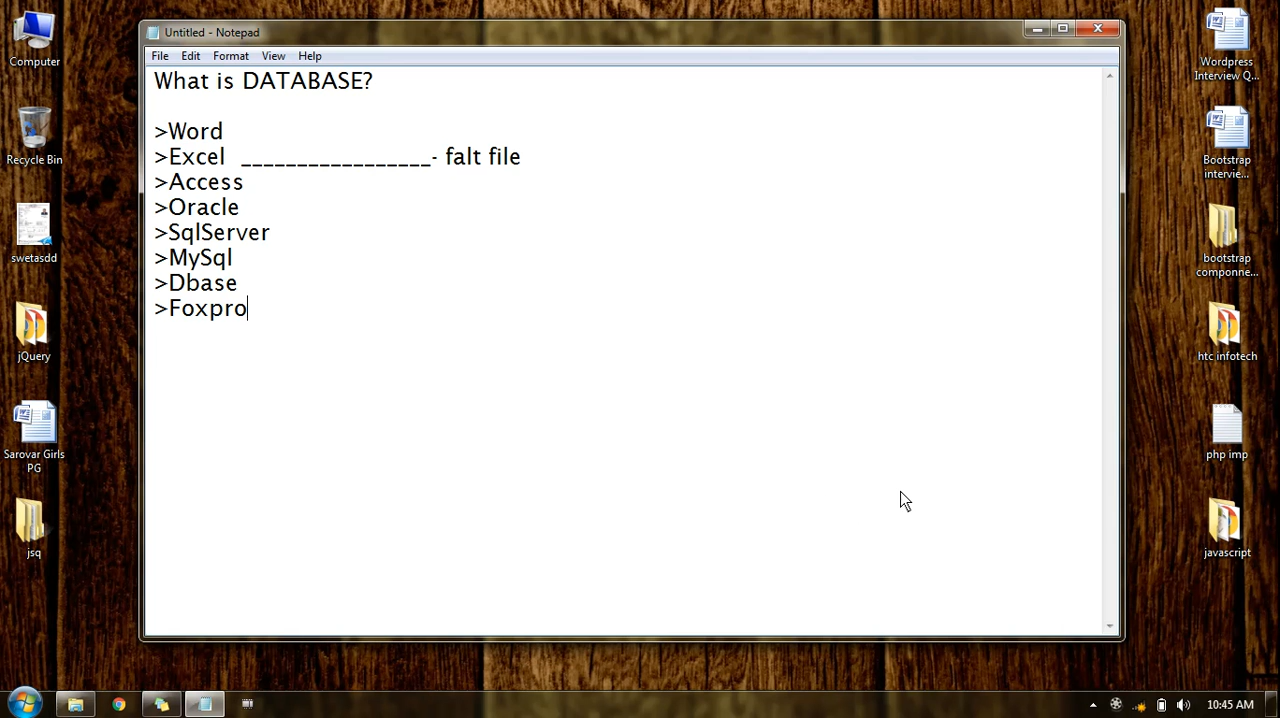 Untitled - Notepad
File Edit Format View Help
What is DATABASE?
>Word
>Excel _________________- falt file
>Access
>Oracle
>SqlServer
>MySql
>Dbase
>Foxpro
Computer
Recycle Bin
swetasdd
jQuery
Sarovar Girls
PG
jsq
Wordpress
Interview Q...
Bootstrap
intervie...
bootstrap
componne...
htc infotech
php imp
javascript
10:45 AM